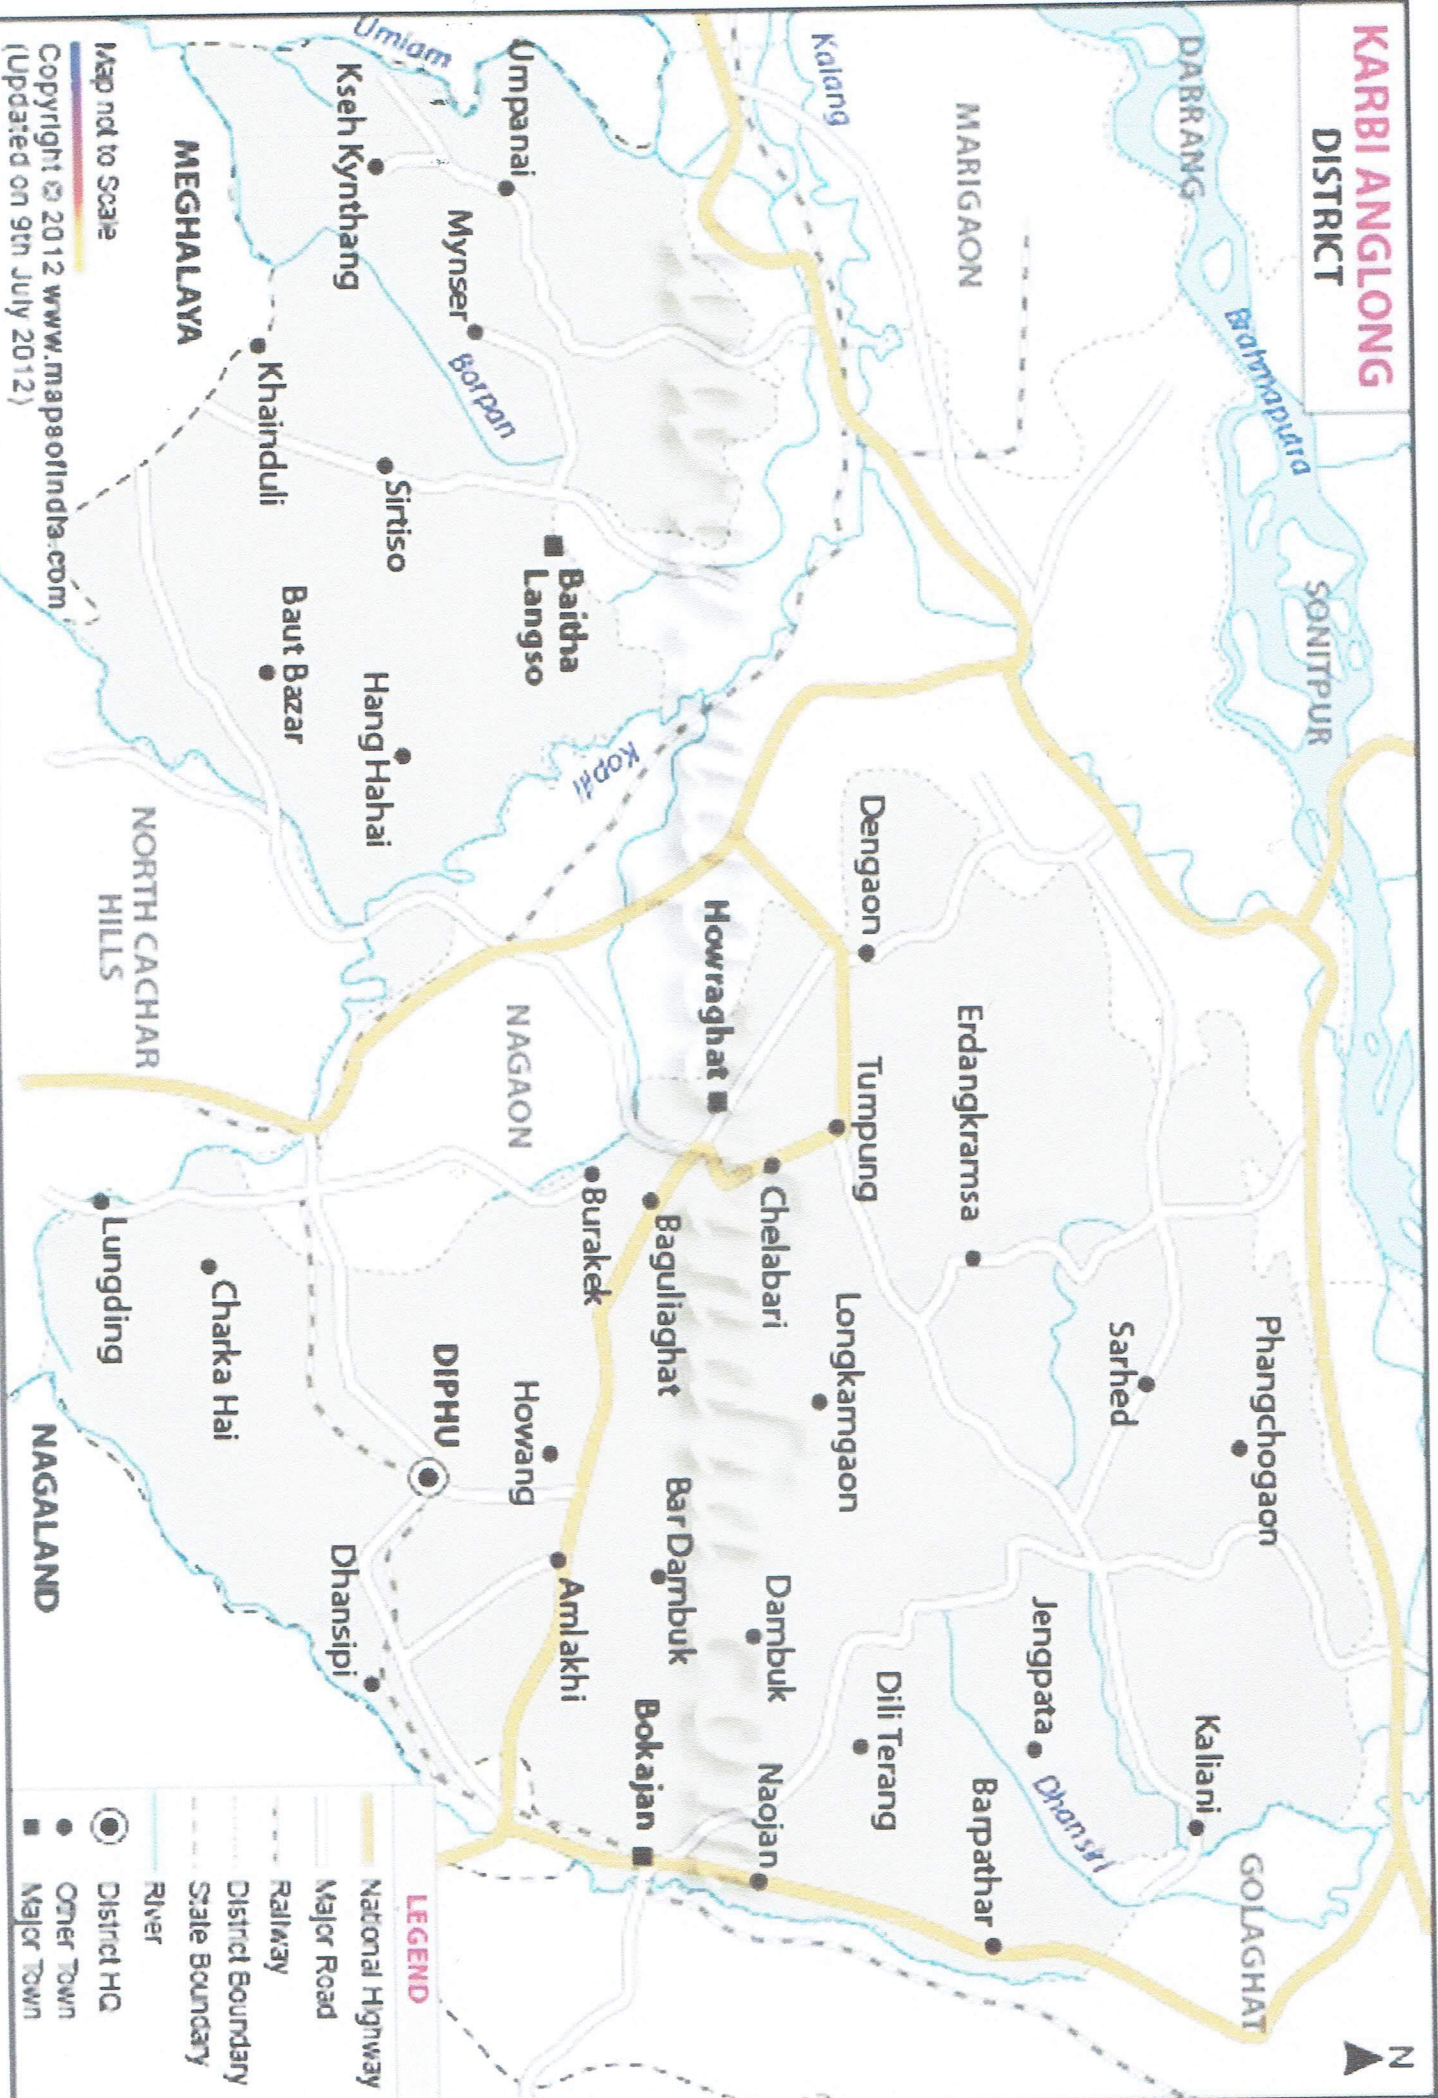 KARBI ANGLONG
DISTRICT
N
DARRANG
Brahmaputra
SONITPUR
Kalang
MARIGAON
GOLAGHAT
Phangchogaon
Kaliani
Sarhed
Jengpata
Dhansiri
Erdangkramsa
Barpathar
Dengaon
Tumpung
Longkamgaon
Dili Terang
Chelabari
Dambuk
Naojan
Howraghat
Baguliaghat
Bar Dambuk
Bokajan
Umiam
Umpanai
Kseh Kynthang
Mynser
Borpan
Baitha
Langso
Kopili
Burakek
NAGAON
Howang
Amlakhi
Sirtiso
Hang Hahai
DIPHU
Khainduli
Baut Bazar
Dhansipi
MEGHALAYA
NORTH CACHAR
HILLS
Charka Hai
Lungding
NAGALAND
LEGEND
National Highway
Major Road
Railway
District Boundary
State Boundary
River
District HQ
Other Town
Major Town
Map not to Scale
Copyright © 2012 www.mapsofindia.com
(Updated on 9th July 2012)